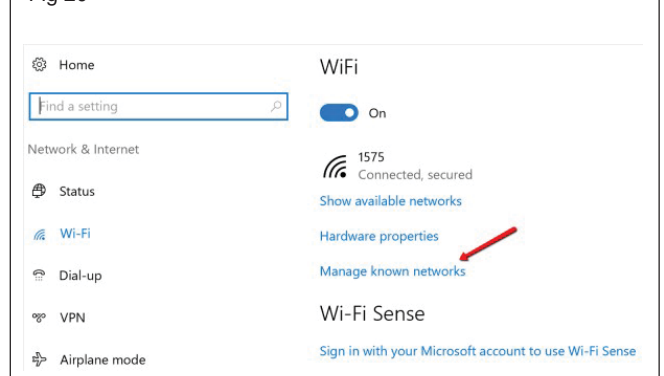 Home
Find a setting
Network & Internet
Status
Wi-Fi
Dial-up
VPN
Airplane mode
WiFi
On
1575
Connected, secured
Show available networks
Hardware properties
Manage known networks
Wi-Fi Sense
Sign in with your Microsoft account to use Wi-Fi Sense